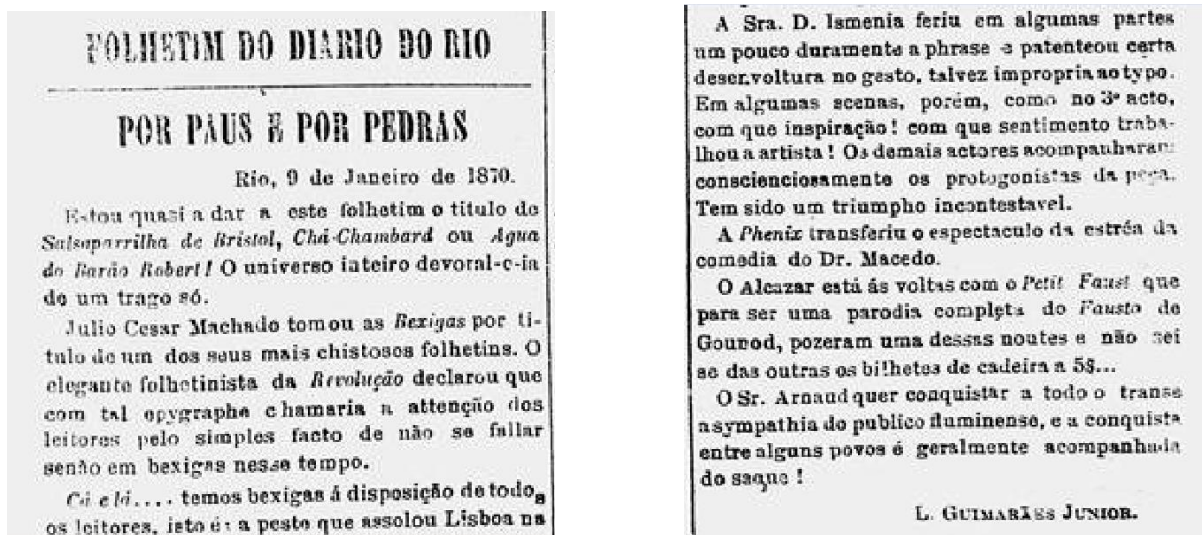 FOLHETIM DO DIARIO DO RIO
POR PAUS E POR PEDRAS
Rio, 9 de Janeiro de 1870.
Estou quasi a dar a este folhetim o titulo de
Salsaparrilha de Bristol, Chá-Chambard ou Agua
do Barão Robert! O universo inteiro devoral-o-ia
de um trago só.
Julio Cesar Machado tomou as Bexigas por ti-
tulo de um dos seus mais chistosos folhetins. O
elegante folhetinista da Revolução declarou que
com tal epygraphe chamaria a attenção dos
leitores pelo simples facto de não se fallar
senão em bexigas nesse tempo.
Cá e lá.... temos bexigas á disposição de todos
os leitores, isto é: a peste que assolou Lisboa na
A Sra. D. Ismenia feriu em algumas partes
um pouco duramente a phrase e patenteou certa
desenvoltura no gesto, talvez impropria ao typo.
Em algumas scenas, porém, como no 3º acto,
com que inspiração! com que sentimento traba-
lhou a artista! Os demais actores acompanharam
conscienciosamente os protogonistas da peça.
Tem sido um triumpho incontestavel.
A Phenix transferiu o espectaculo da estréa da
comedia do Dr. Macedo.
O Alcazar está ás voltas com o Petit Faust que
para ser uma parodia completa do Fausto de
Gounod, pozeram uma dessas noutes e não sei
se das outras os bilhetes de cadeira a 5$...
O Sr. Arnaud quer conquistar a todo o transe
a sympathia do publico fluminense, e a conquista
entre alguns povos é geralmente acompanhada
do saque!
L. GUIMARÃES JUNIOR.